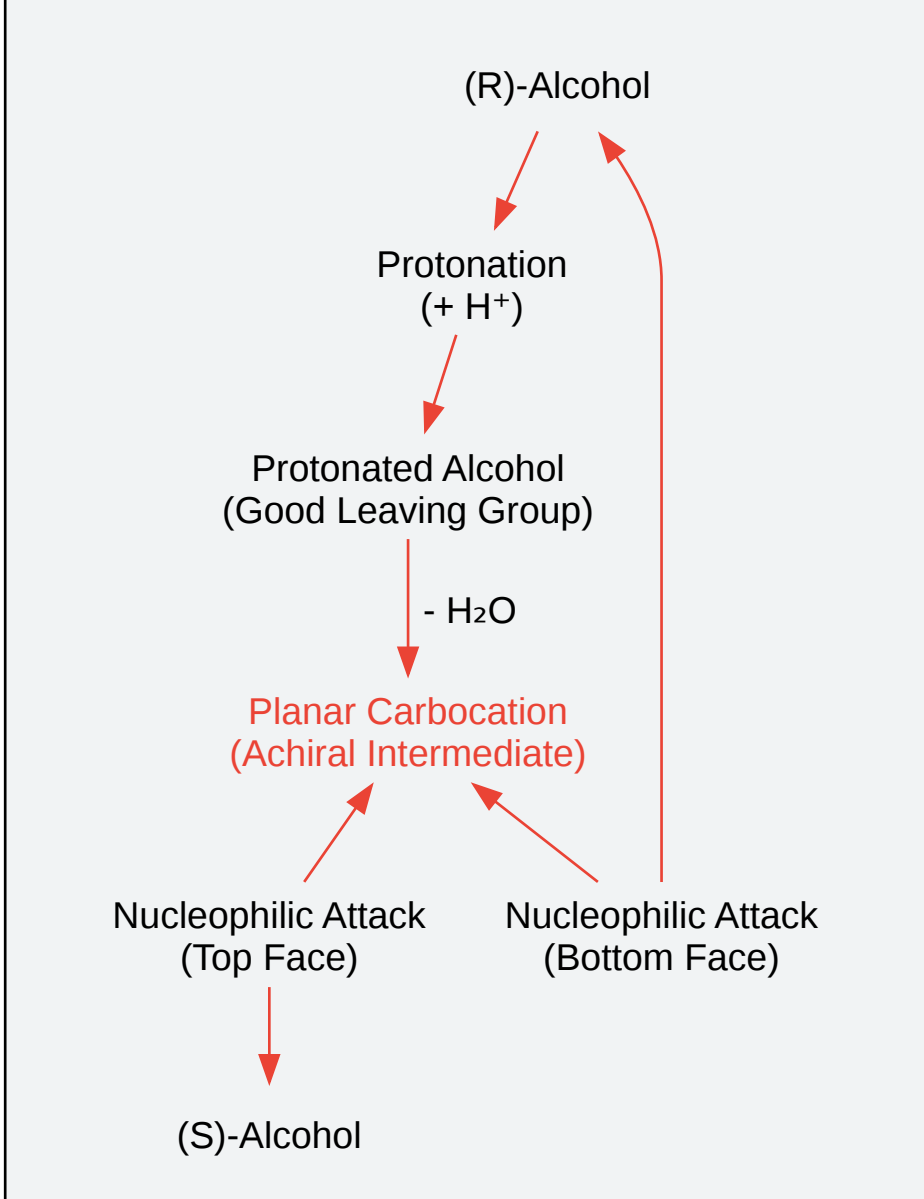 (R)-Alcohol
Protonation
(+ H⁺)
Protonated Alcohol
(Good Leaving Group)
- H₂O
Planar Carbocation
(Achiral Intermediate)
Nucleophilic Attack
(Top Face)
Nucleophilic Attack
(Bottom Face)
(S)-Alcohol